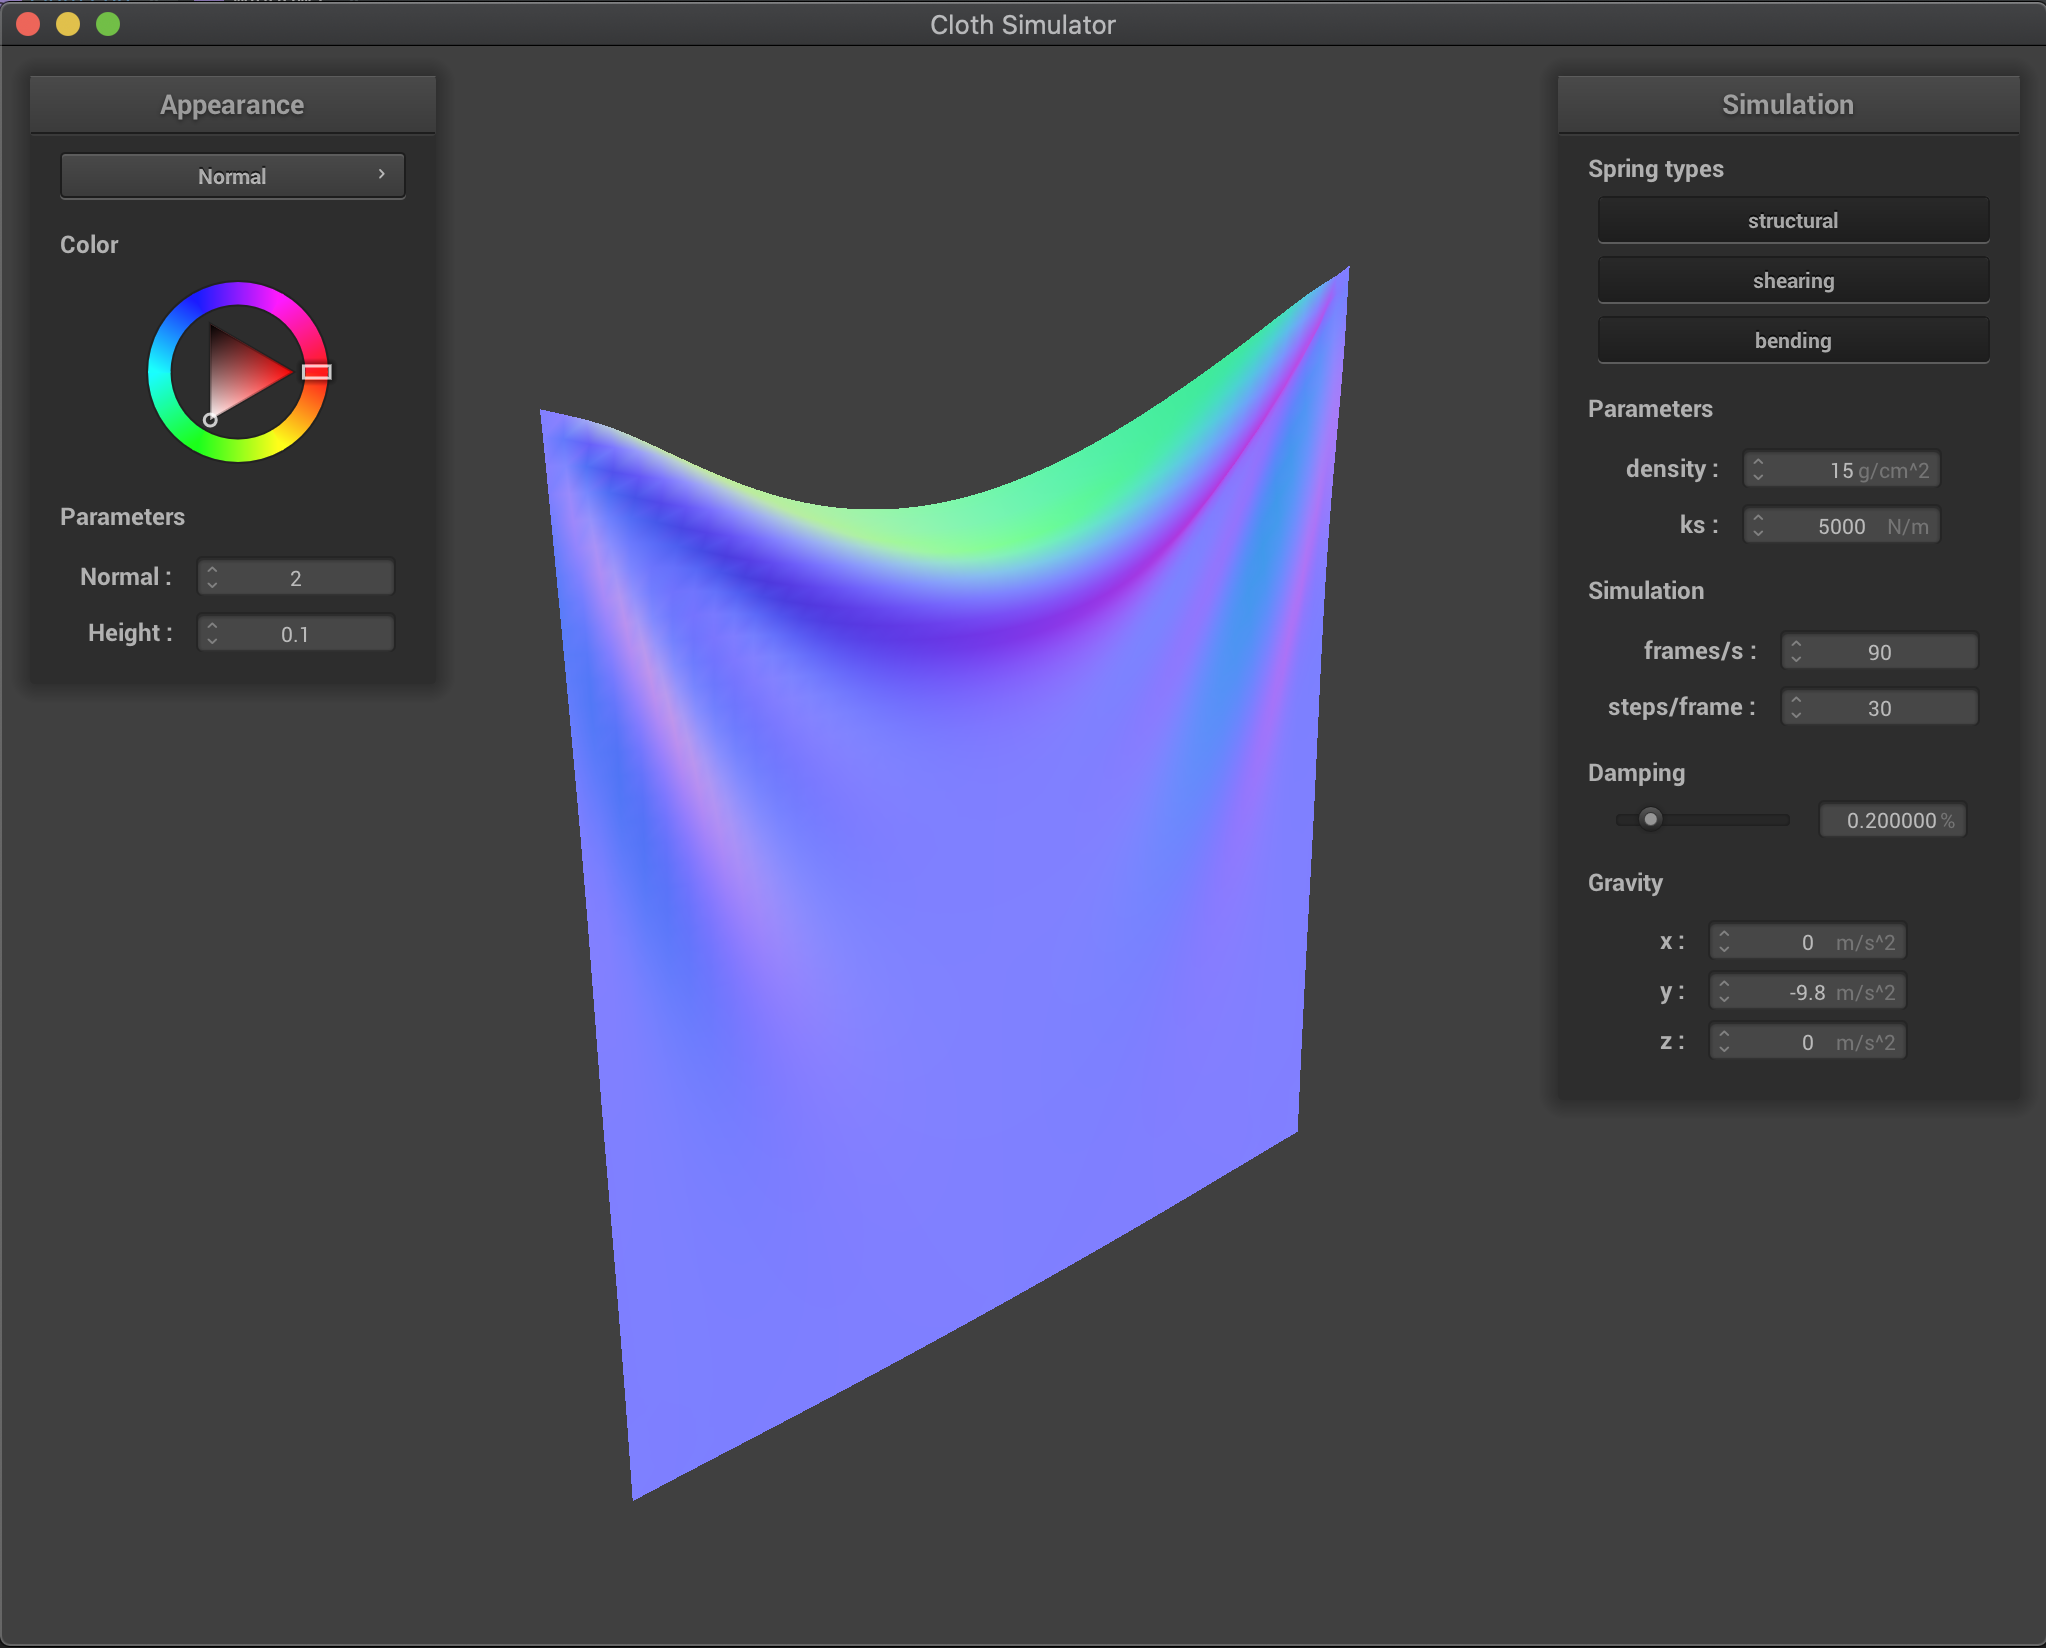 Cloth Simulator
Appearance
Normal
Color
Parameters
Normal : 2
Height : 0.1
Simulation
Spring types
structural
shearing
bending
Parameters
density : 15 g/cm^2
ks : 5000 N/m
Simulation
frames/s : 90
steps/frame : 30
Damping
0.200000 %
Gravity
x : 0 m/s^2
y : -9.8 m/s^2
z : 0 m/s^2